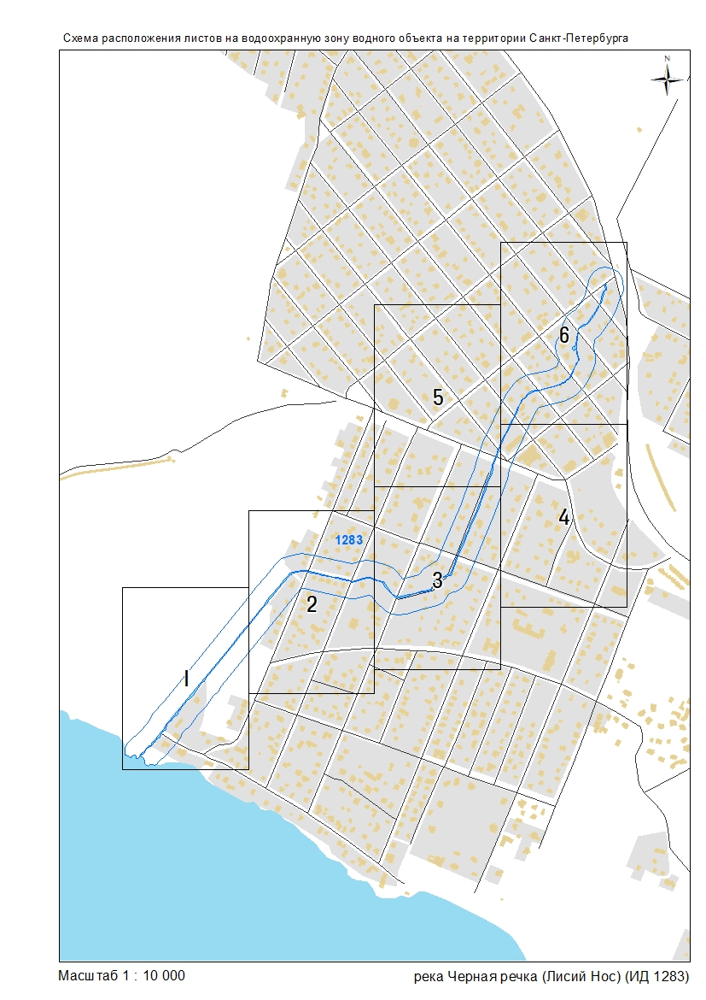 Схема расположения листов на водоохранную зону водного объекта на территории Санкт-Петербурга
N
6
5
4
1283
3
2
1
Масштаб 1 : 10 000
река Черная речка (Лисий Нос) (ИД 1283)